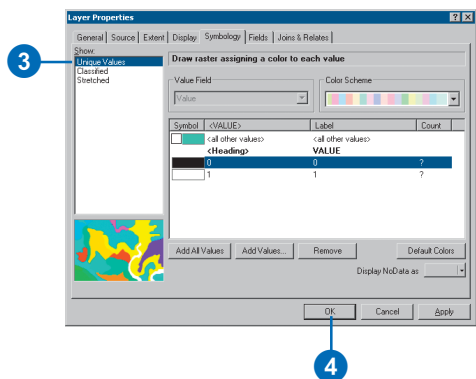 Layer Properties
General Source Extent Display Symbology Fields Joins & Relates
Show:
Unique Values
Classified
Stretched
Draw raster assigning a color to each value
Value Field
Value
Color Scheme
Symbol <VALUE> Label Count
<all other values> <all other values>
<Heading> VALUE
0 0 ?
1 1 ?
Add All Values Add Values... Remove Default Colors
Display NoData as
OK Cancel Apply
3
4